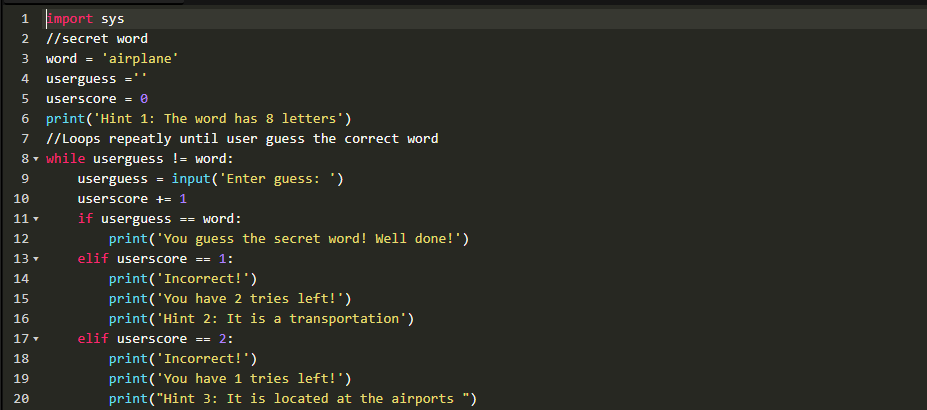 1 import sys
2 //secret word
3 word = 'airplane'
4 userguess =''
5 userscore = 0
6 print('Hint 1: The word has 8 letters')
7 //Loops repeatly until user guess the correct word
8 while userguess != word:
9     userguess = input('Enter guess: ')
10     userscore += 1
11     if userguess == word:
12         print('You guess the secret word! Well done!')
13     elif userscore == 1:
14         print('Incorrect!')
15         print('You have 2 tries left!')
16         print('Hint 2: It is a transportation')
17     elif userscore == 2:
18         print('Incorrect!')
19         print('You have 1 tries left!')
20         print("Hint 3: It is located at the airports ")